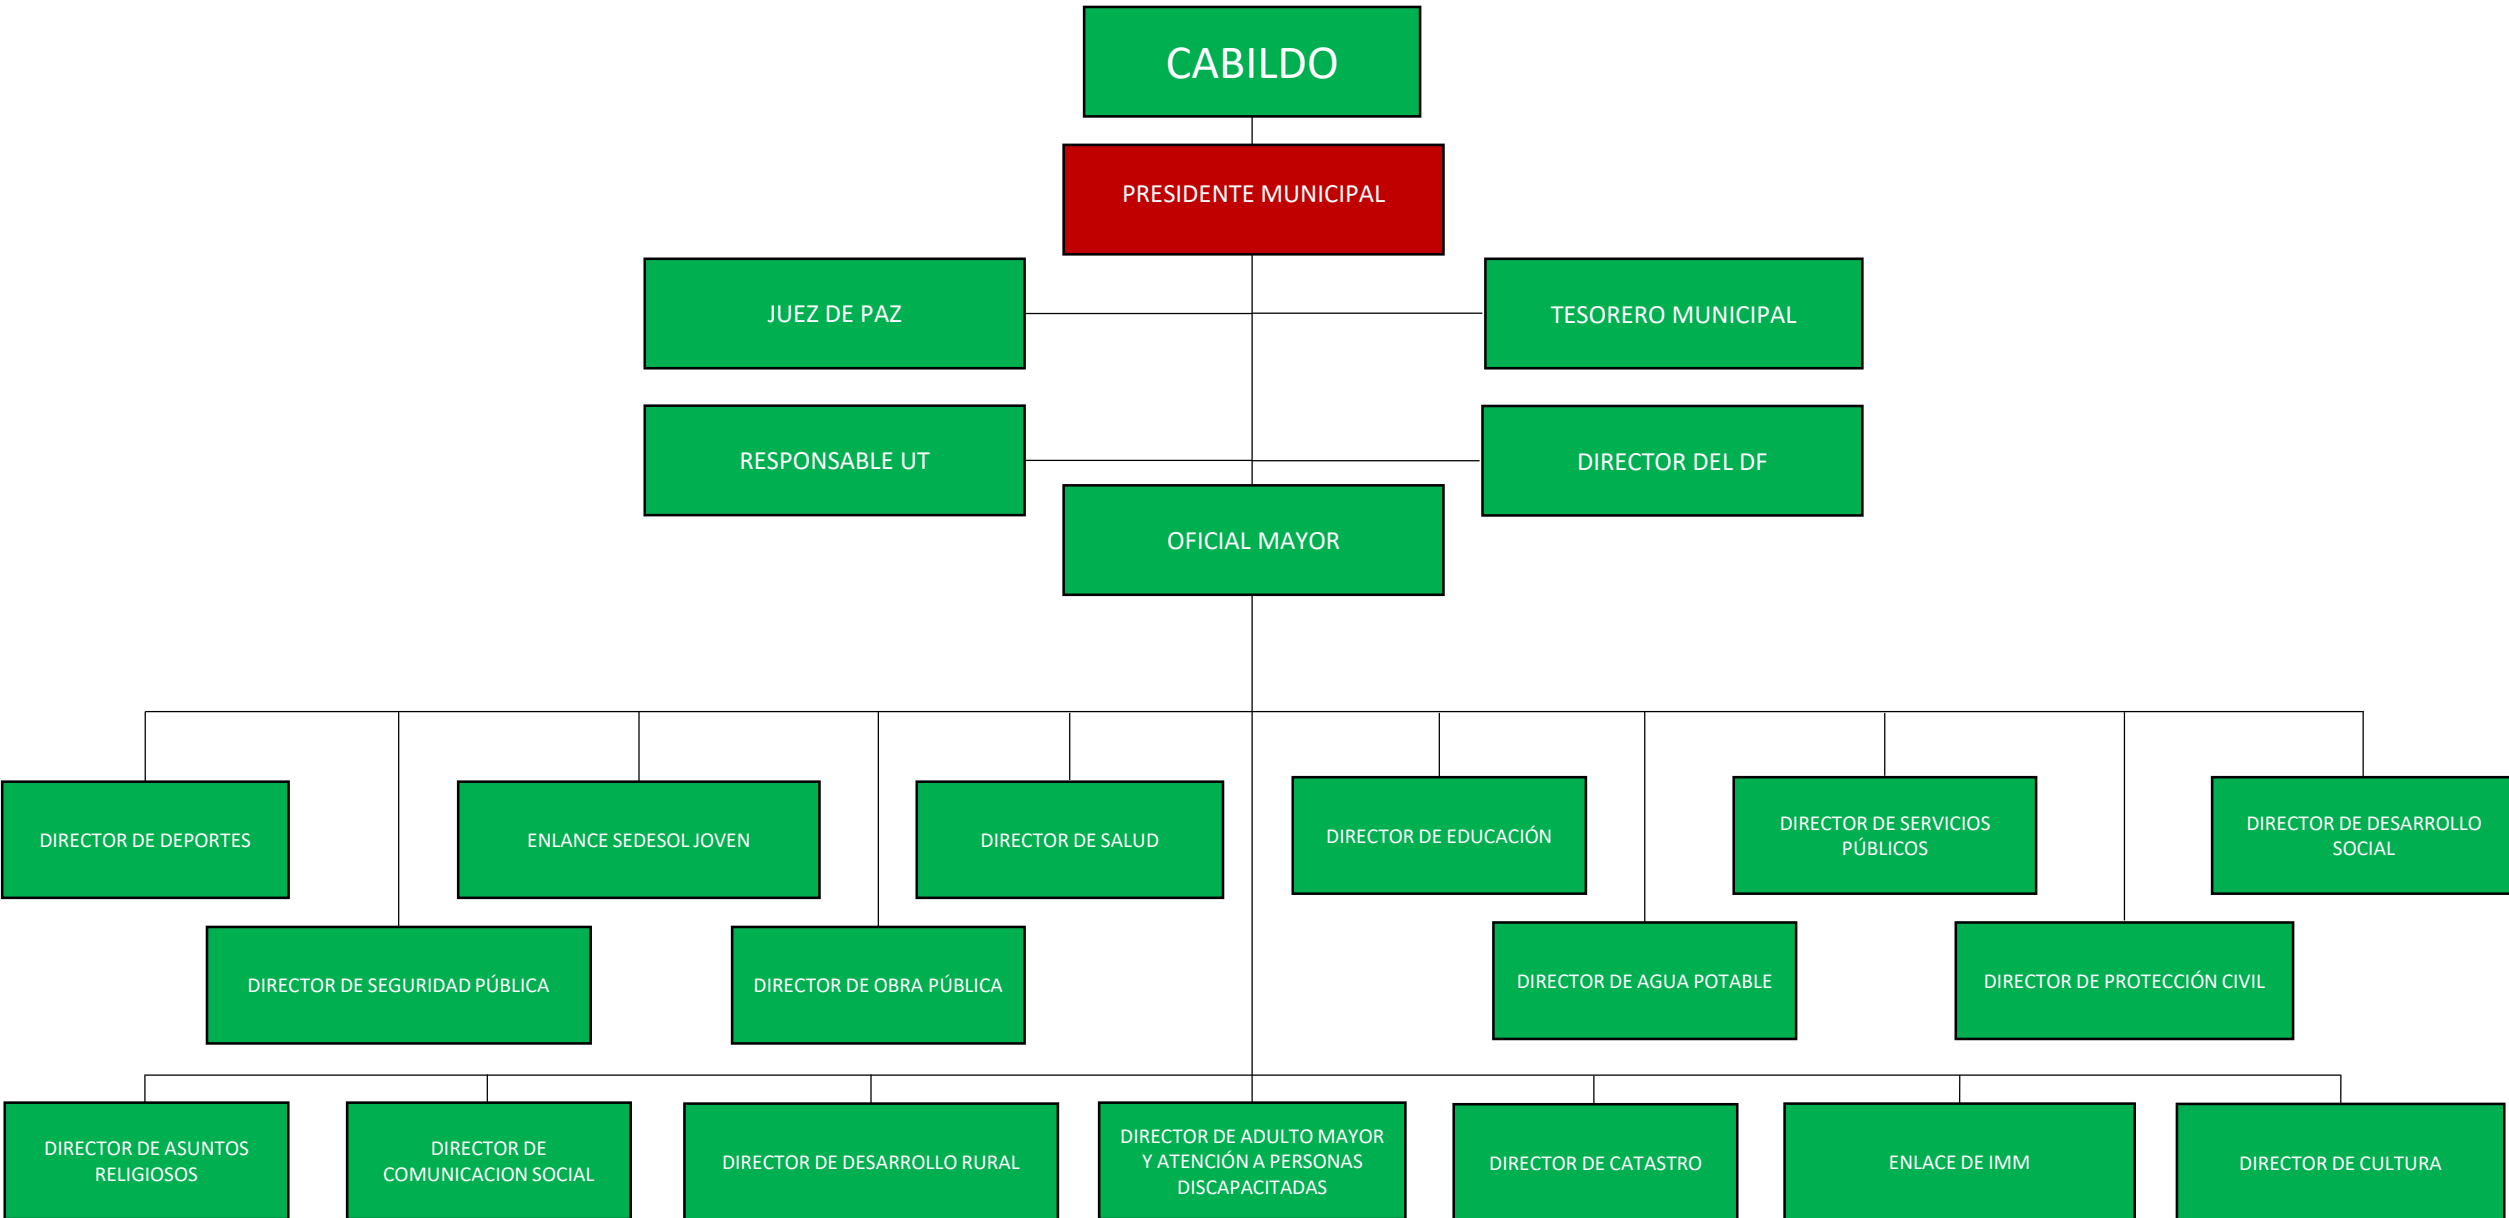 CABILDO
PRESIDENTE MUNICIPAL
JUEZ DE PAZ
TESORERO MUNICIPAL
RESPONSABLE UT
DIRECTOR DEL DF
OFICIAL MAYOR
DIRECTOR DE DEPORTES
ENLANCE SEDESOL JOVEN
DIRECTOR DE SALUD
DIRECTOR DE EDUCACIÓN
DIRECTOR DE SERVICIOS
PÚBLICOS
DIRECTOR DE DESARROLLO
SOCIAL
DIRECTOR DE SEGURIDAD PÚBLICA
DIRECTOR DE OBRA PÚBLICA
DIRECTOR DE AGUA POTABLE
DIRECTOR DE PROTECCIÓN CIVIL
DIRECTOR DE ASUNTOS
RELIGIOSOS
DIRECTOR DE
COMUNICACION SOCIAL
DIRECTOR DE DESARROLLO RURAL
DIRECTOR DE ADULTO MAYOR
Y ATENCIÓN A PERSONAS
DISCAPACITADAS
DIRECTOR DE CATASTRO
ENLACE DE IMM
DIRECTOR DE CULTURA